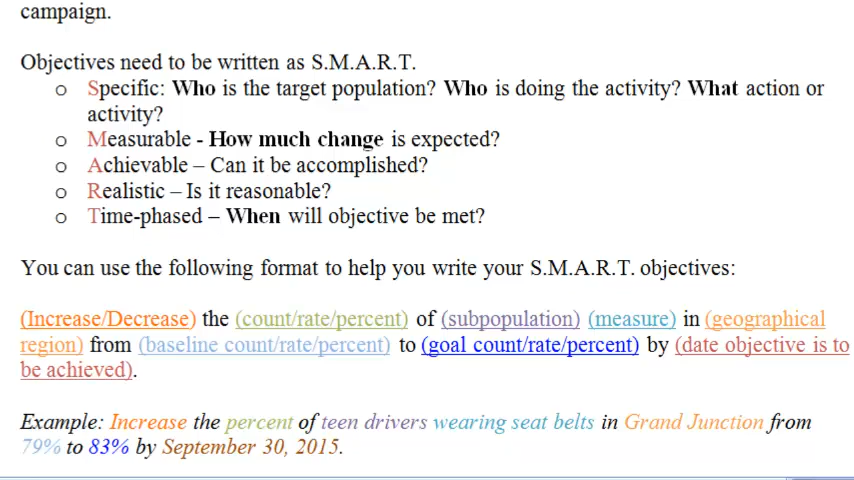 campaign.
Objectives need to be written as S.M.A.R.T.
o Specific: Who is the target population? Who is doing the activity? What action or
activity?
o Measurable - How much change is expected?
o Achievable – Can it be accomplished?
o Realistic – Is it reasonable?
o Time-phased – When will objective be met?
You can use the following format to help you write your S.M.A.R.T. objectives:
(Increase/Decrease) the (count/rate/percent) of (subpopulation) (measure) in (geographical
region) from (baseline count/rate/percent) to (goal count/rate/percent) by (date objective is to
be achieved).
Example: Increase the percent of teen drivers wearing seat belts in Grand Junction from
79% to 83% by September 30, 2015.